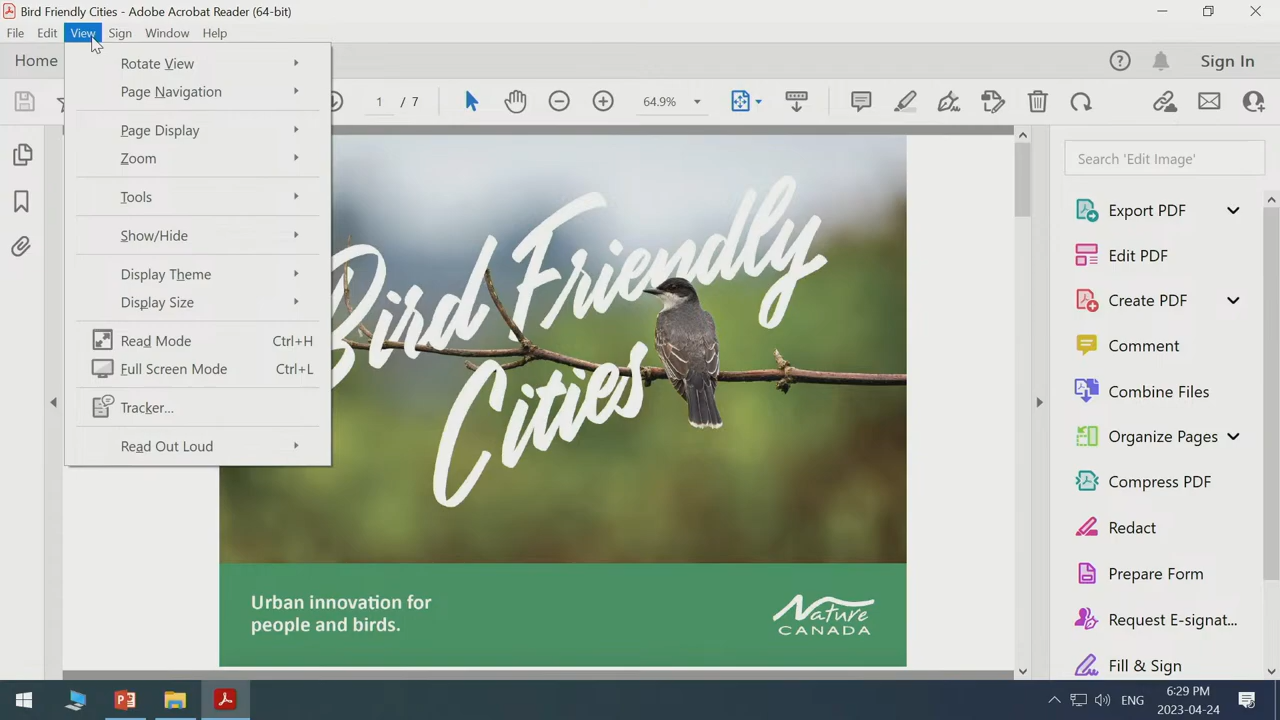 Bird Friendly Cities - Adobe Acrobat Reader (64-bit)
File Edit View Sign Window Help
Home
Sign In
1 / 7
64.9%
Rotate View
Page Navigation
Page Display
Zoom
Tools
Show/Hide
Display Theme
Display Size
Read Mode Ctrl+H
Full Screen Mode Ctrl+L
Tracker...
Read Out Loud
Bird Friendly
Cities
Urban innovation for
people and birds.
Nature
CANADA
Search 'Edit Image'
Export PDF
Edit PDF
Create PDF
Comment
Combine Files
Organize Pages
Compress PDF
Redact
Prepare Form
Request E-signat...
Fill & Sign
ENG
6:29 PM
2023-04-24